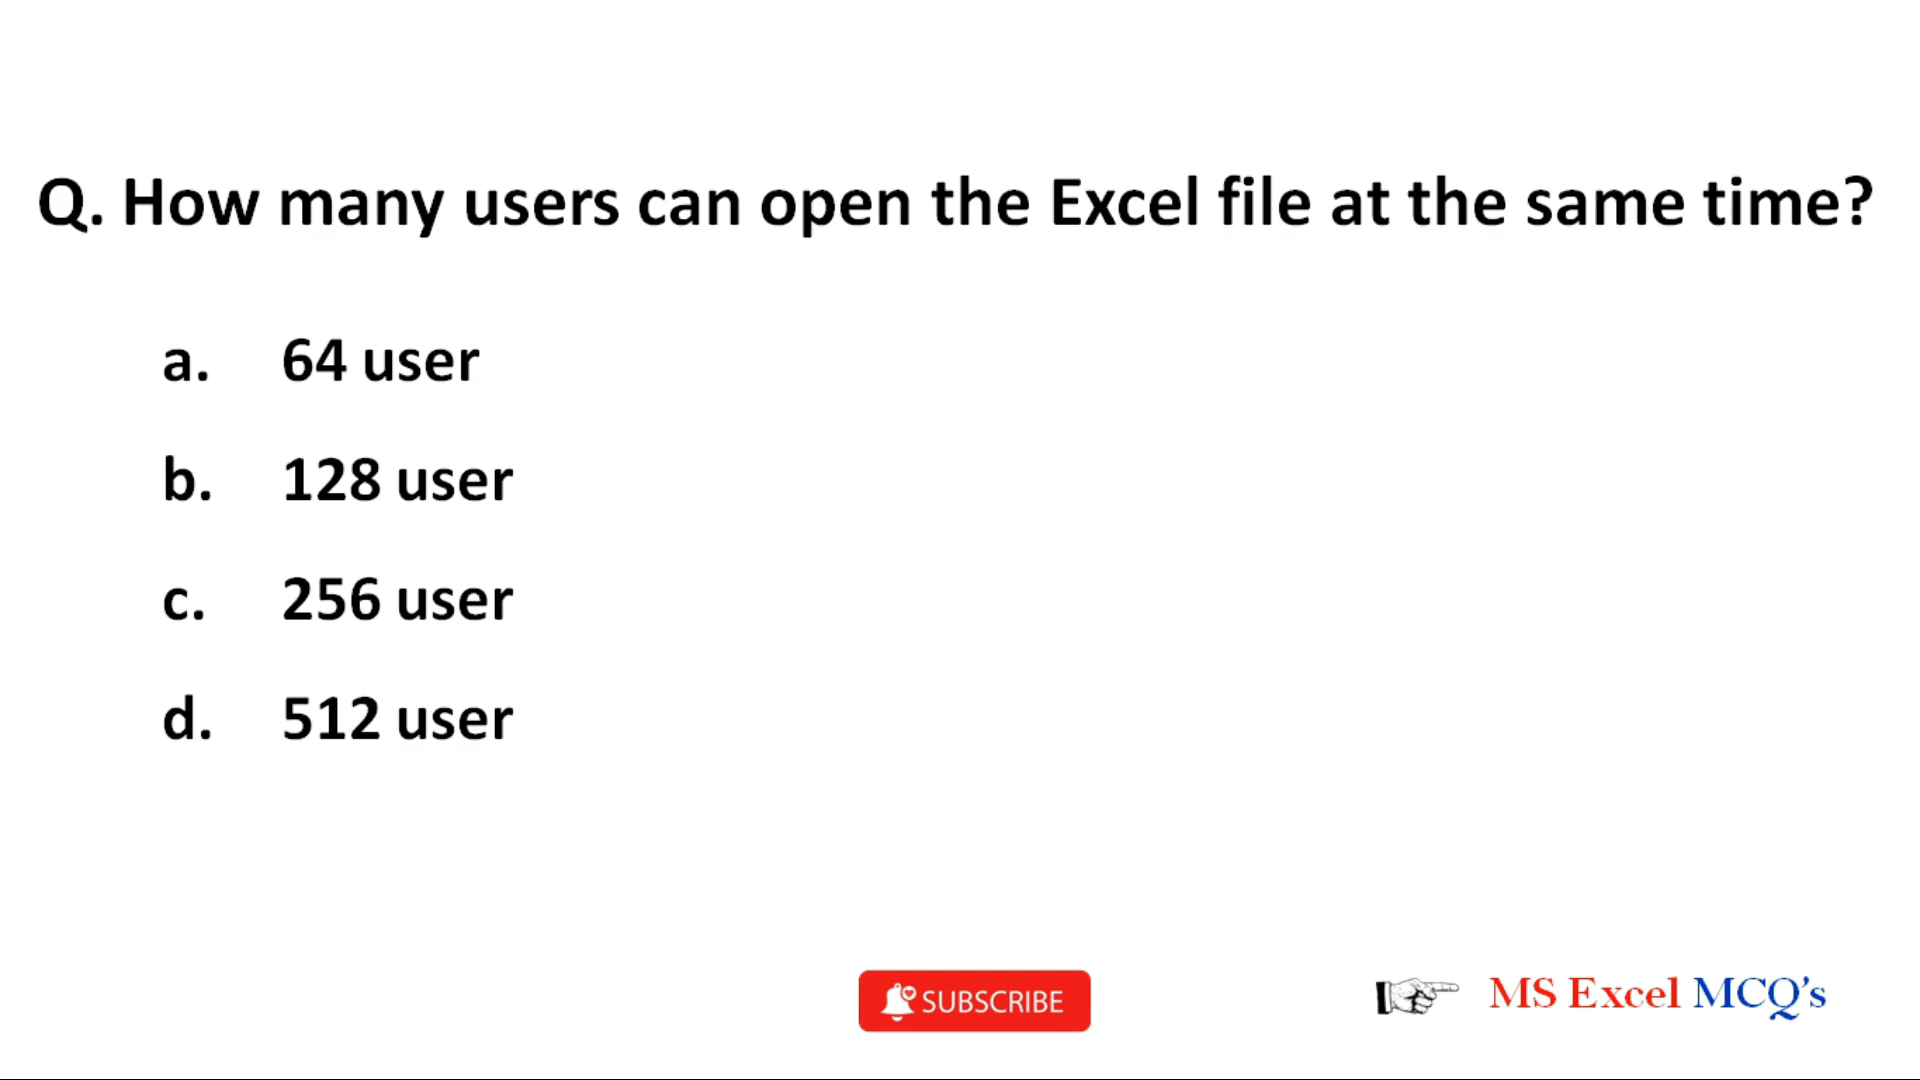 Q. How many users can open the Excel file at the same time?
a. 64 user
b. 128 user
c. 256 user
d. 512 user
SUBSCRIBE
MS Excel MCQ's